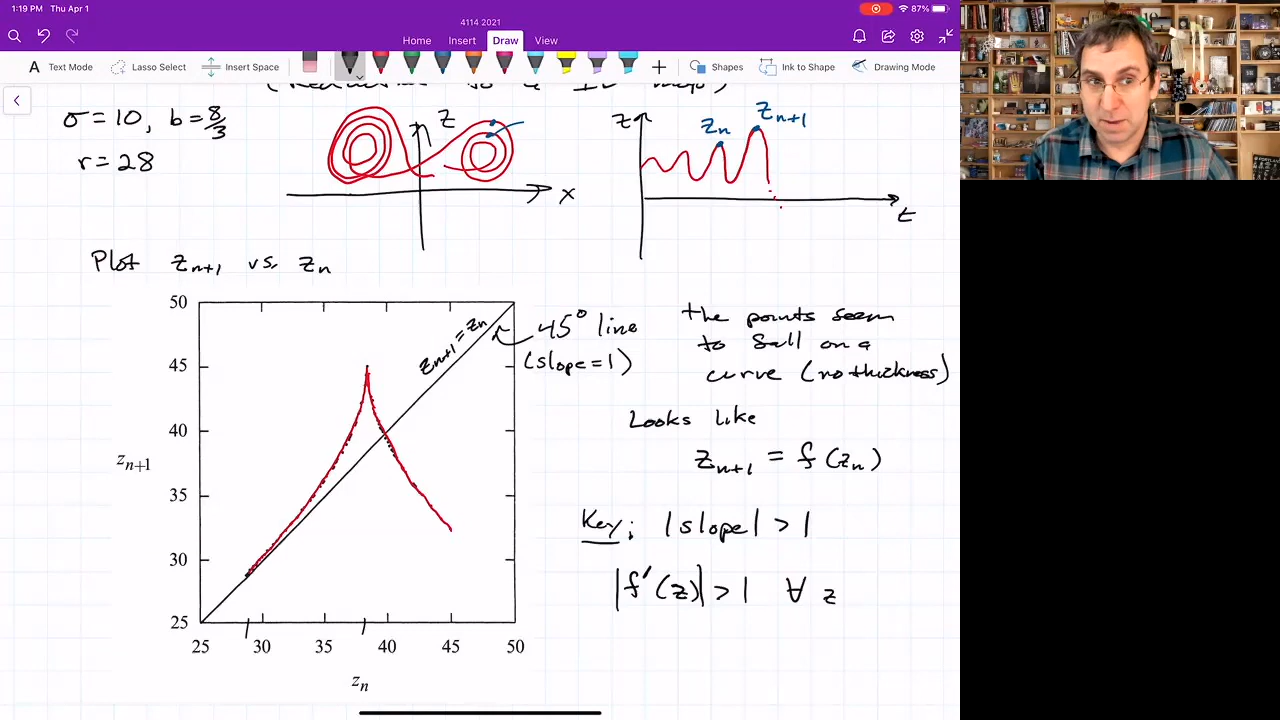 1:19 PM Thu Apr 1
87%
4114 2021
Home Insert Draw View
A Text Mode Lasso Select Insert Space Shapes Ink to Shape Drawing Mode
to a 1D map)
σ = 10, b = 8/3
r = 28
z
x
z
zn
zn+1
t
Plot zn+1 vs. zn
50
45
40
35
30
25
25 30 35 40 45 50
zn+1
zn
zn+1 = zn
45° line
(slope=1)
the points seem
to fall on a
curve (no thickness)
Looks like
zn+1 = f(zn)
Key: |slope| > 1
|f'(z)| > 1 ∀ z